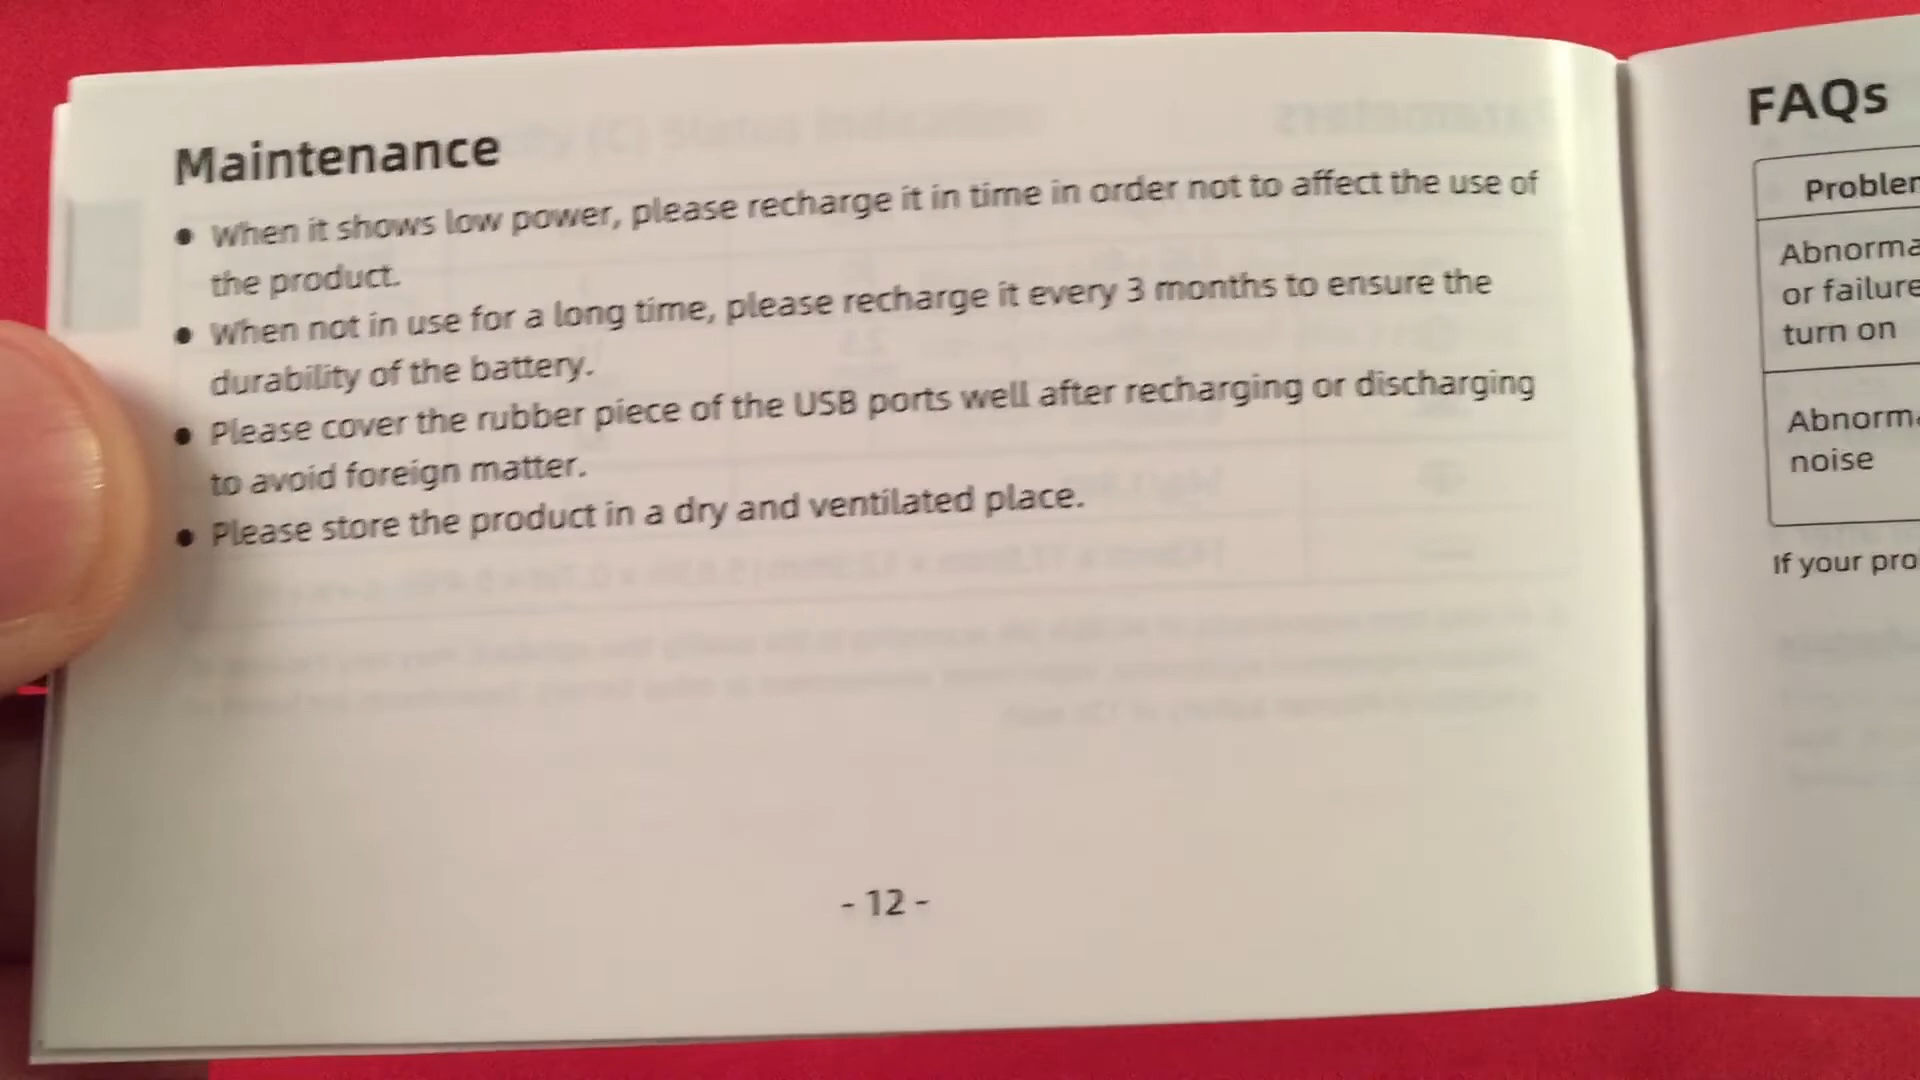 Maintenance
● When it shows low power, please recharge it in time in order not to affect the use of
the product.
● When not in use for a long time, please recharge it every 3 months to ensure the
durability of the battery.
● Please cover the rubber piece of the USB ports well after recharging or discharging
to avoid foreign matter.
● Please store the product in a dry and ventilated place.
- 12 -
FAQs
or failure
turn on
noise
If your